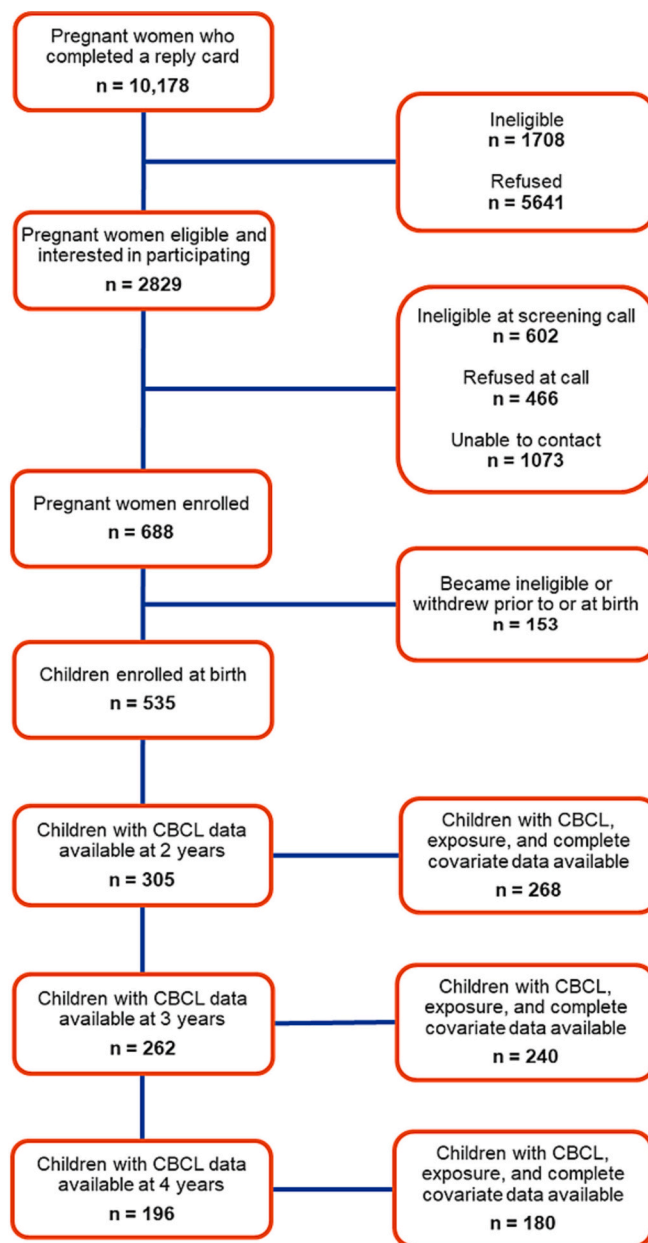 Pregnant women who
completed a reply card
n = 10,178
Ineligible
n = 1708
Refused
n = 5641
Pregnant women eligible and
interested in participating
n = 2829
Ineligible at screening call
n = 602
Refused at call
n = 466
Unable to contact
n = 1073
Pregnant women enrolled
n = 688
Became ineligible or
withdrew prior to or at birth
n = 153
Children enrolled at birth
n = 535
Children with CBCL data
available at 2 years
n = 305
Children with CBCL,
exposure, and complete
covariate data available
n = 268
Children with CBCL data
available at 3 years
n = 262
Children with CBCL,
exposure, and complete
covariate data available
n = 240
Children with CBCL data
available at 4 years
n = 196
Children with CBCL,
exposure, and complete
covariate data available
n = 180